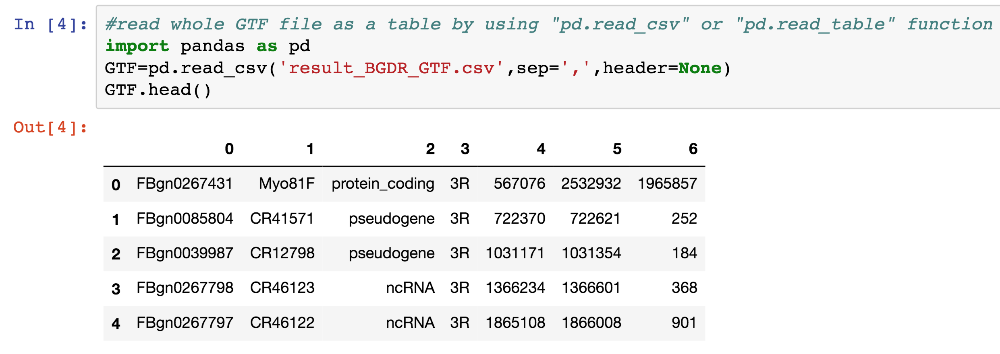 In [4]: #read whole GTF file as a table by using "pd.read_csv" or "pd.read_table" function
import pandas as pd
GTF=pd.read_csv('result_BGDR_GTF.csv',sep=',',header=None)
GTF.head()
Out[4]:
0 1 2 3 4 5 6
0 FBgn0267431 Myo81F protein_coding 3R 567076 2532932 1965857
1 FBgn0085804 CR41571 pseudogene 3R 722370 722621 252
2 FBgn0039987 CR12798 pseudogene 3R 1031171 1031354 184
3 FBgn0267798 CR46123 ncRNA 3R 1366234 1366601 368
4 FBgn0267797 CR46122 ncRNA 3R 1865108 1866008 901